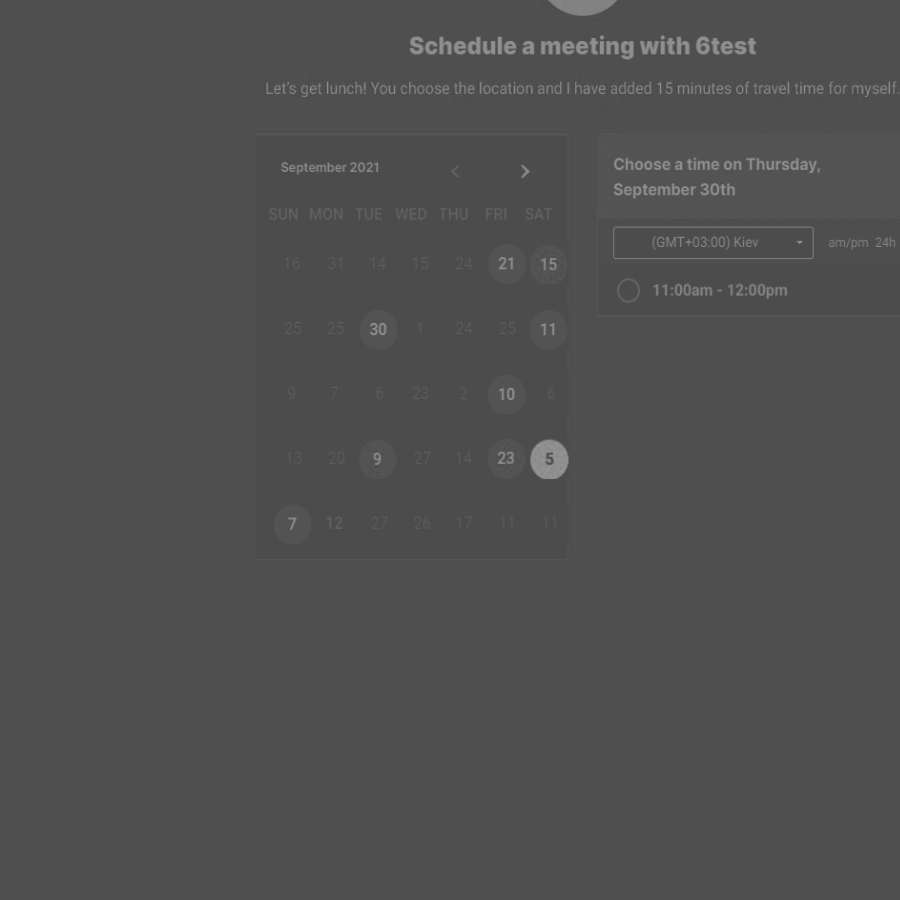 Schedule a meeting with 6test
Let's get lunch! You choose the location and I have added 15 minutes of travel time for myself.
September 2021
SUN MON TUE WED THU FRI SAT
16 31 14 15 24 21 15
25 25 30 1 24 25 11
9 7 6 23 2 10 6
13 20 9 27 14 23 5
7 12 27 26 17 11 11
Choose a time on Thursday,
September 30th
(GMT+03:00) Kiev am/pm 24h
11:00am - 12:00pm